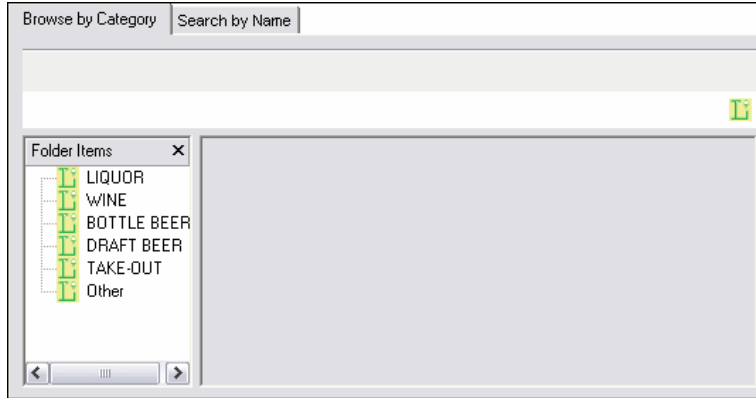 Browse by Category
Search by Name
Folder Items
LIQUOR
WINE
BOTTLE BEER
DRAFT BEER
TAKE-OUT
Other